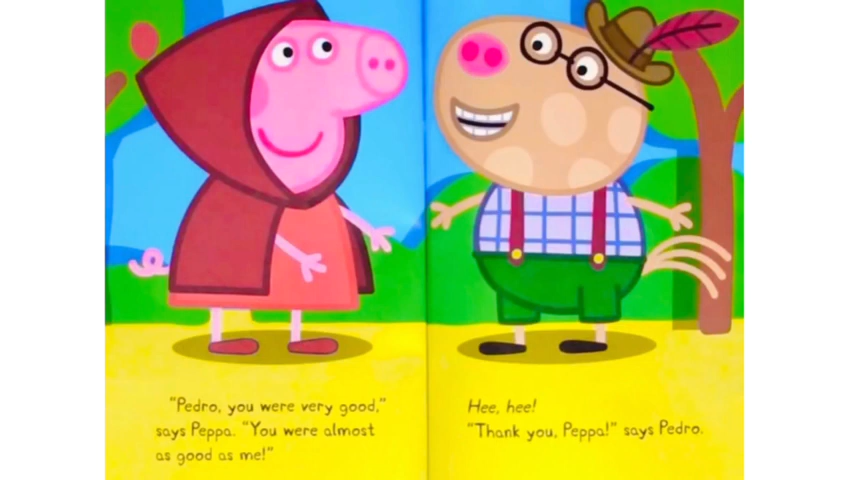 "Pedro, you were very good,"
says Peppa. "You were almost
as good as me!"
Hee, hee!
"Thank you, Peppa!" says Pedro.